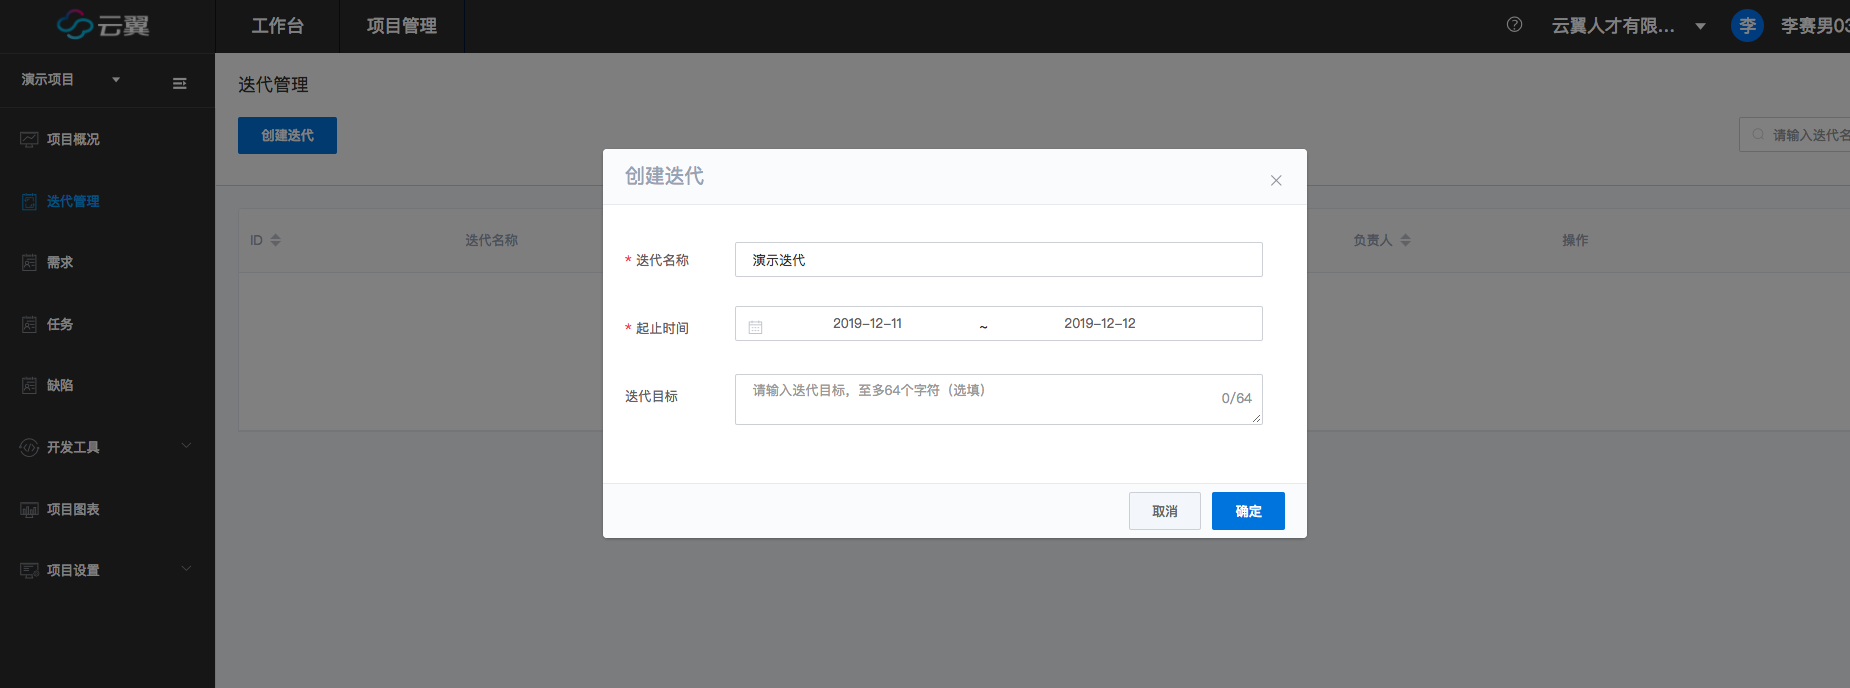 云翼
工作台
项目管理
云翼人才有限...
李
李赛男03
演示项目
项目概况
迭代管理
需求
任务
缺陷
开发工具
项目图表
项目设置
迭代管理
创建迭代
请输入迭代名
ID
迭代名称
负责人
操作
创建迭代
* 迭代名称
演示迭代
* 起止时间
2019-12-11 ~ 2019-12-12
迭代目标
请输入迭代目标，至多64个字符（选填）
0/64
取消
确定